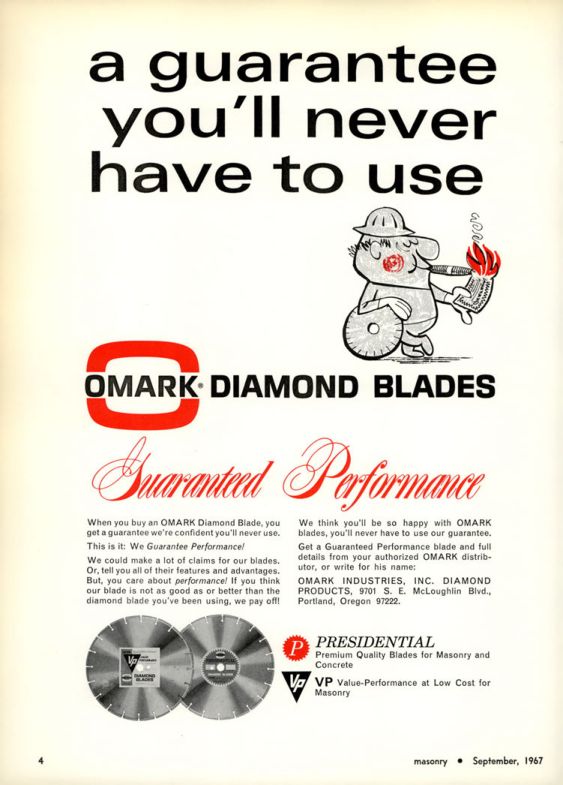 a guarantee
you'll never
have to use
OMARK® DIAMOND BLADES
Guaranteed Performance
When you buy an OMARK Diamond Blade, you
get a guarantee we're confident you'll never use.
This is it: We Guarantee Performance!
We could make a lot of claims for our blades.
Or, tell you all of their features and advantages.
But, you care about performance! If you think
our blade is not as good as or better than the
diamond blade you've been using, we pay off!
We think you'll be so happy with OMARK
blades, you'll never have to use our guarantee.
Get a Guaranteed Performance blade and full
details from your authorized OMARK distrib-
utor, or write for his name:
OMARK INDUSTRIES, INC. DIAMOND
PRODUCTS, 9701 S. E. McLoughlin Blvd.,
Portland, Oregon 97222.
VP
DIAMOND
BLADES
P PRESIDENTIAL
Premium Quality Blades for Masonry and
Concrete
VP VP Value-Performance at Low Cost for
Masonry
4
masonry • September, 1967